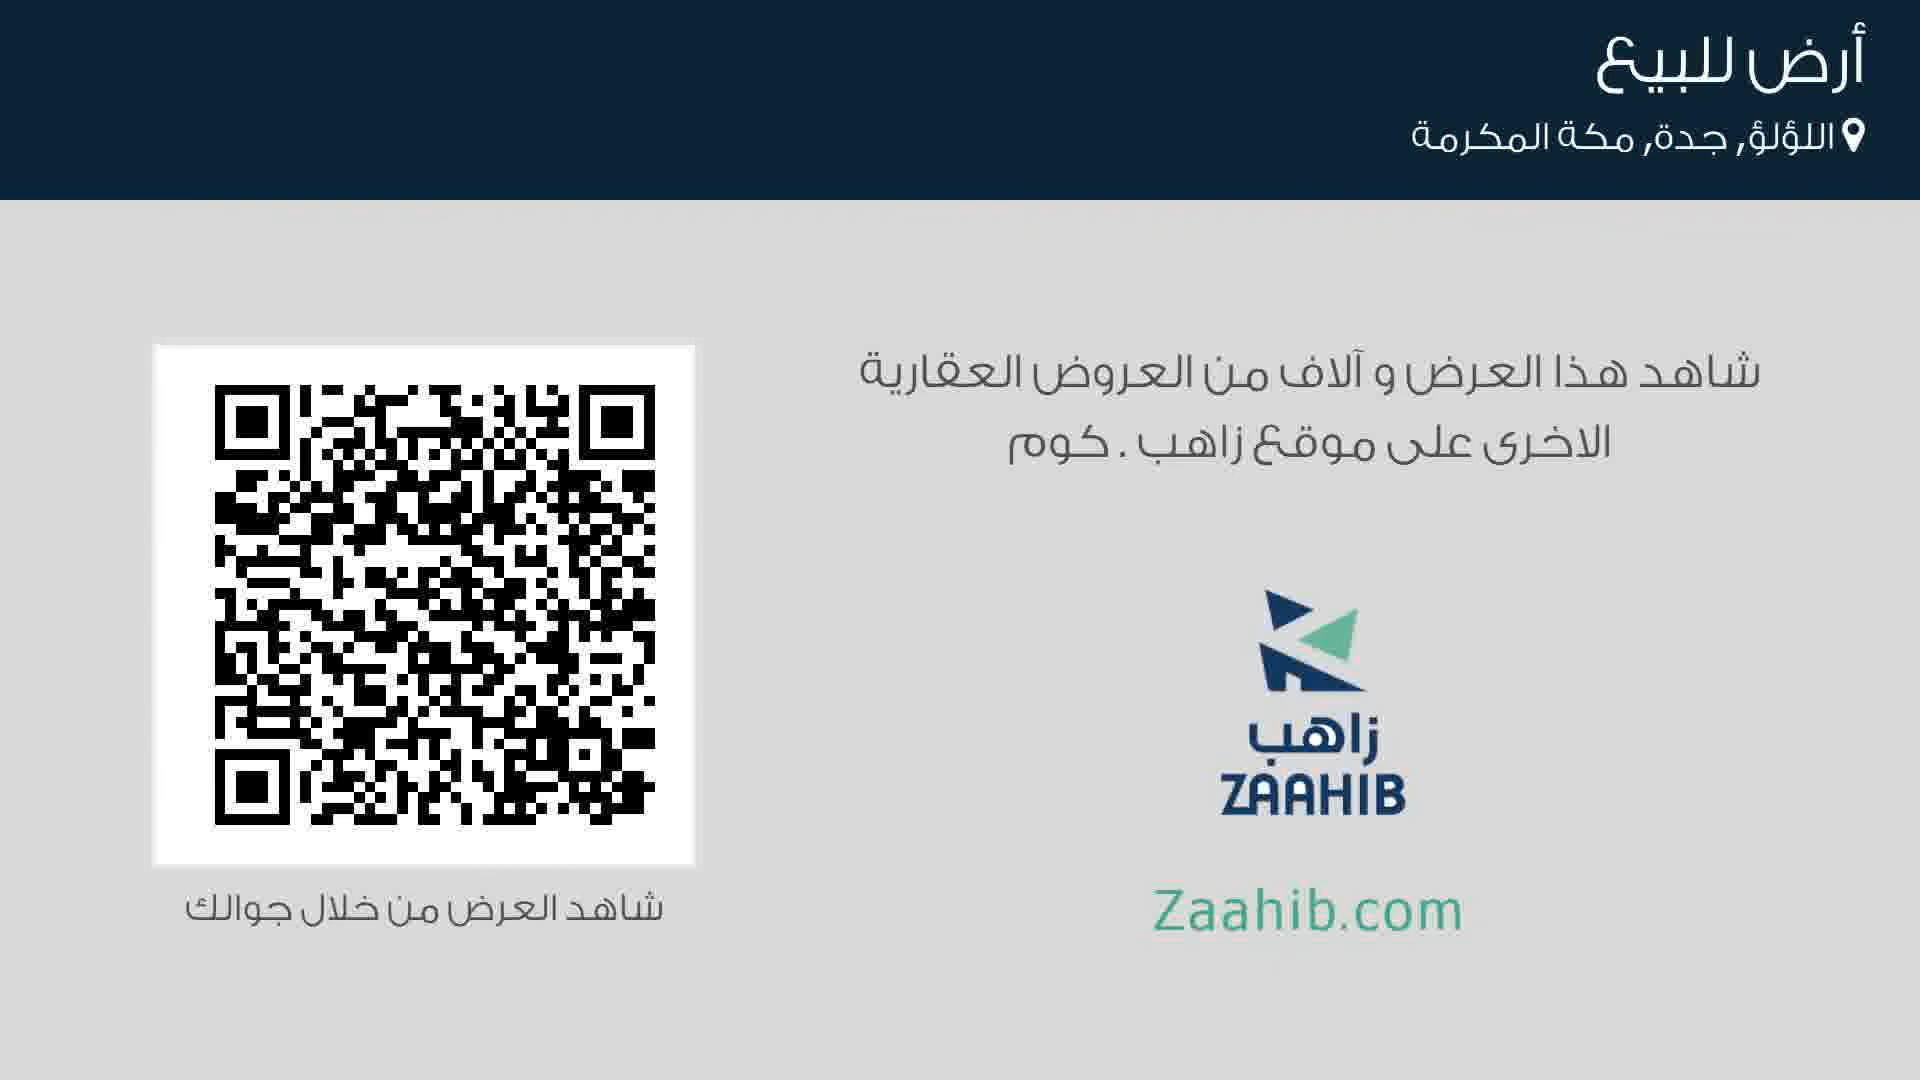 أرض للبيع
اللؤلؤ, جدة, مكة المكرمة
شاهد هذا العرض و آلاف من العروض العقارية
الاخرى على موقع زاهب . كوم
زاهب
ZAAHIB
Zaahib.com
شاهد العرض من خلال جوالك